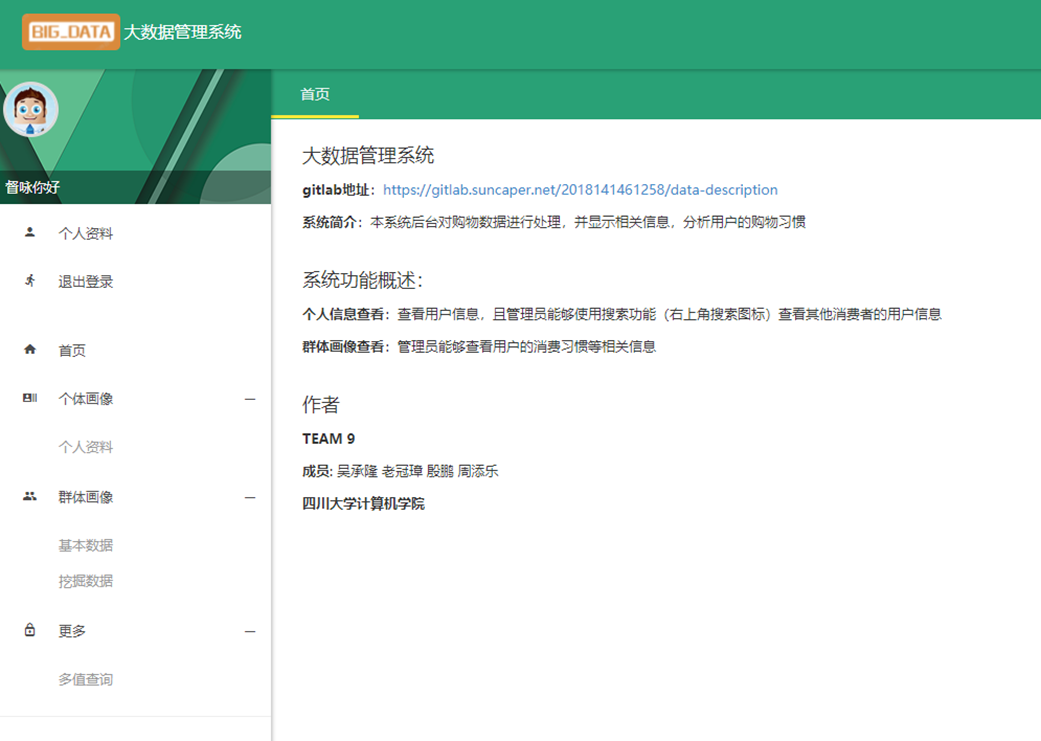 BIG_DATA 大数据管理系统
督咏你好
个人资料
退出登录
首页
个体画像
个人资料
群体画像
基本数据
挖掘数据
更多
多值查询
首页
大数据管理系统
gitlab地址：https://gitlab.suncaper.net/2018141461258/data-description
系统简介：本系统后台对购物数据进行处理，并显示相关信息，分析用户的购物习惯
系统功能概述：
个人信息查看：查看用户信息，且管理员能够使用搜索功能（右上角搜索图标）查看其他消费者的用户信息
群体画像查看：管理员能够查看用户的消费习惯等相关信息
作者
TEAM 9
成员: 吴承隆 老冠璋 殷鹏 周添乐
四川大学计算机学院